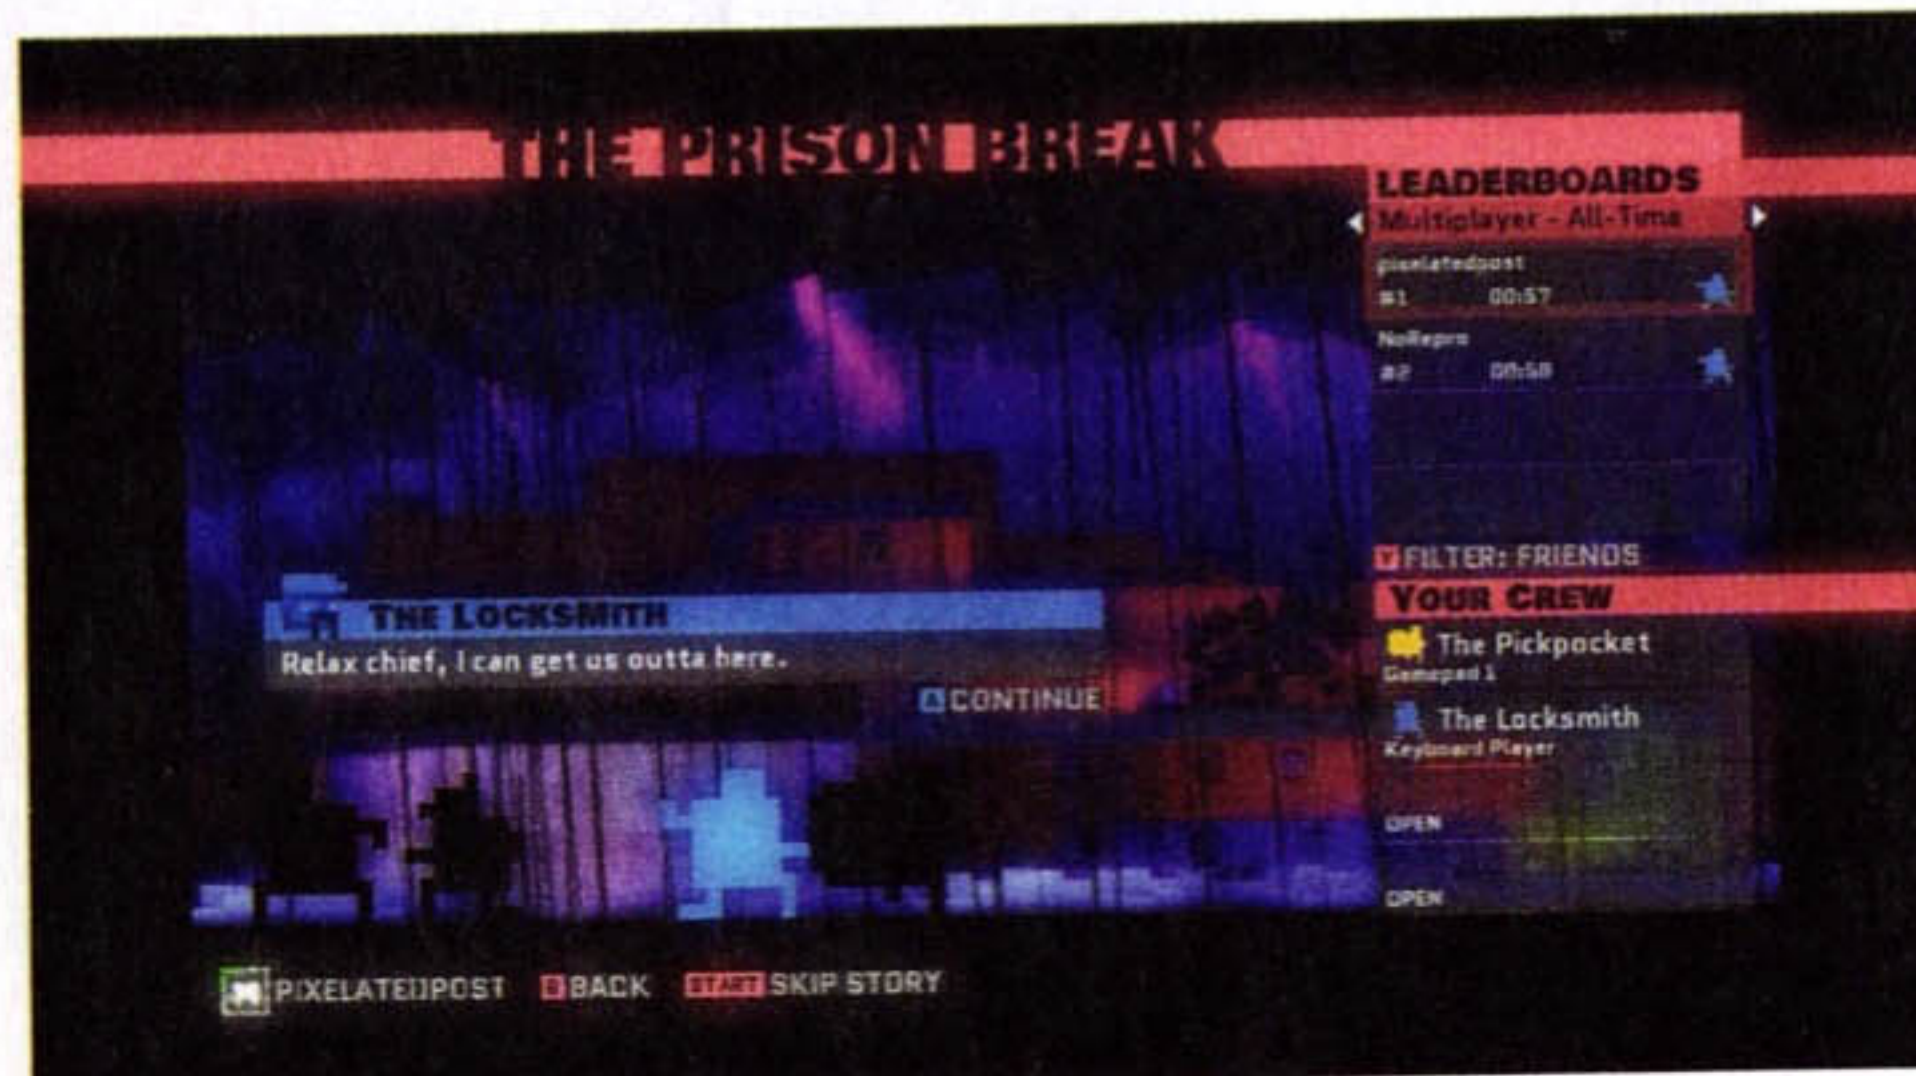 THE PRISON BREAK
LEADERBOARDS
Multiplayer - All-Time
pixelatedpost
#1 00:57
NoRepro
#2 00:58
Y FILTER: FRIENDS
YOUR CREW
The Pickpocket
Gamepad 1
The Locksmith
Keyboard Player
OPEN
OPEN
THE LOCKSMITH
Relax chief, I can get us outta here.
A CONTINUE
PIXELATEDPOST B BACK START SKIP STORY